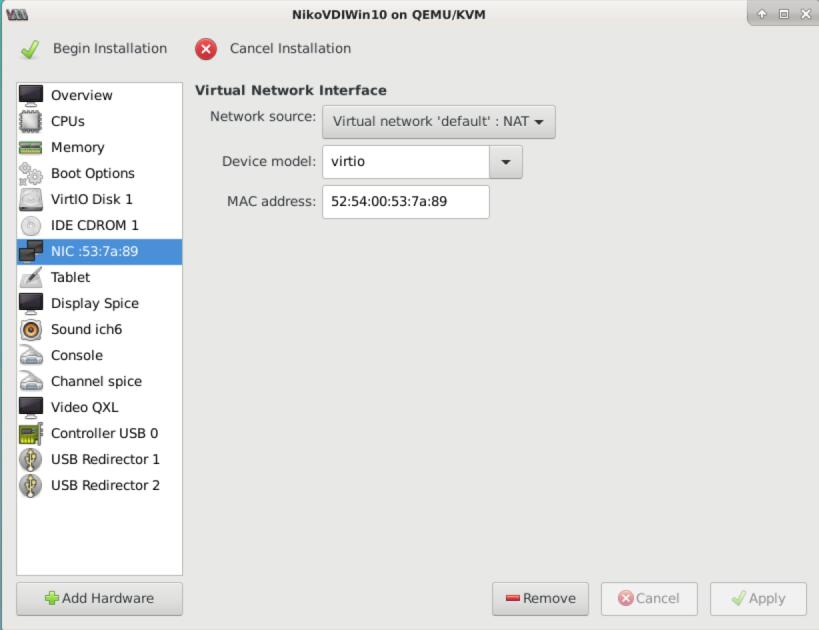 NikoVDIWin10 on QEMU/KVM
Begin Installation
Cancel Installation
Overview
CPUs
Memory
Boot Options
VirtIO Disk 1
IDE CDROM 1
NIC :53:7a:89
Tablet
Display Spice
Sound ich6
Console
Channel spice
Video QXL
Controller USB 0
USB Redirector 1
USB Redirector 2
Add Hardware
Virtual Network Interface
Network source: Virtual network 'default' : NAT
Device model: virtio
MAC address: 52:54:00:53:7a:89
Remove
Cancel
Apply